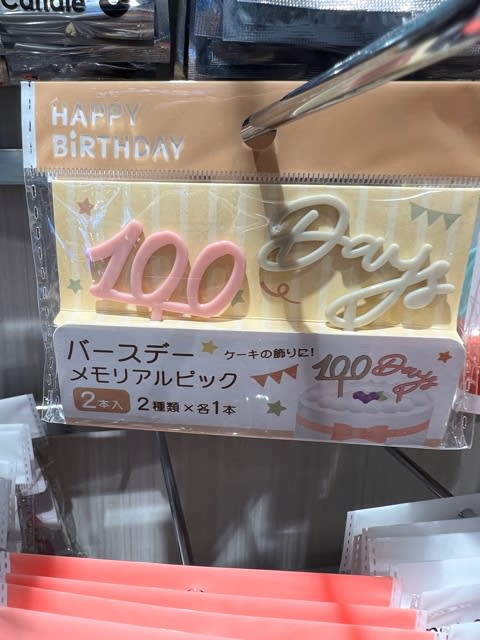 Candle
HAPPY
BiRTHDAY
100 Days
バースデー
メモリアルピック
ケーキの飾りに!
2本入
2種類×各1本
100 Days